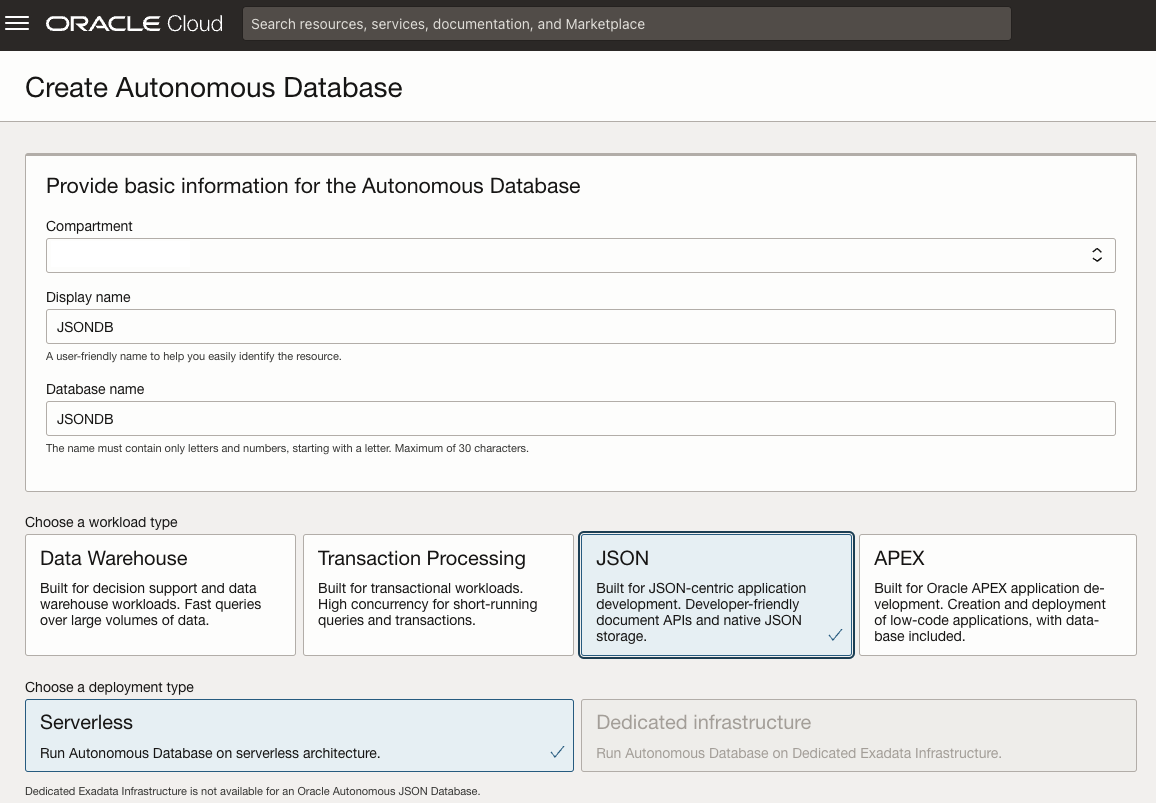 ORACLE Cloud
Search resources, services, documentation, and Marketplace
Create Autonomous Database
Provide basic information for the Autonomous Database
Compartment
Display name
JSONDB
A user-friendly name to help you easily identify the resource.
Database name
JSONDB
The name must contain only letters and numbers, starting with a letter. Maximum of 30 characters.
Choose a workload type
Data Warehouse
Built for decision support and data
warehouse workloads. Fast queries
over large volumes of data.
Transaction Processing
Built for transactional workloads.
High concurrency for short-running
queries and transactions.
JSON
Built for JSON-centric application
development. Developer-friendly
document APIs and native JSON
storage.
APEX
Built for Oracle APEX application de-
velopment. Creation and deployment
of low-code applications, with data-
base included.
Choose a deployment type
Serverless
Run Autonomous Database on serverless architecture.
Dedicated infrastructure
Run Autonomous Database on Dedicated Exadata Infrastructure.
Dedicated Exadata Infrastructure is not available for an Oracle Autonomous JSON Database.